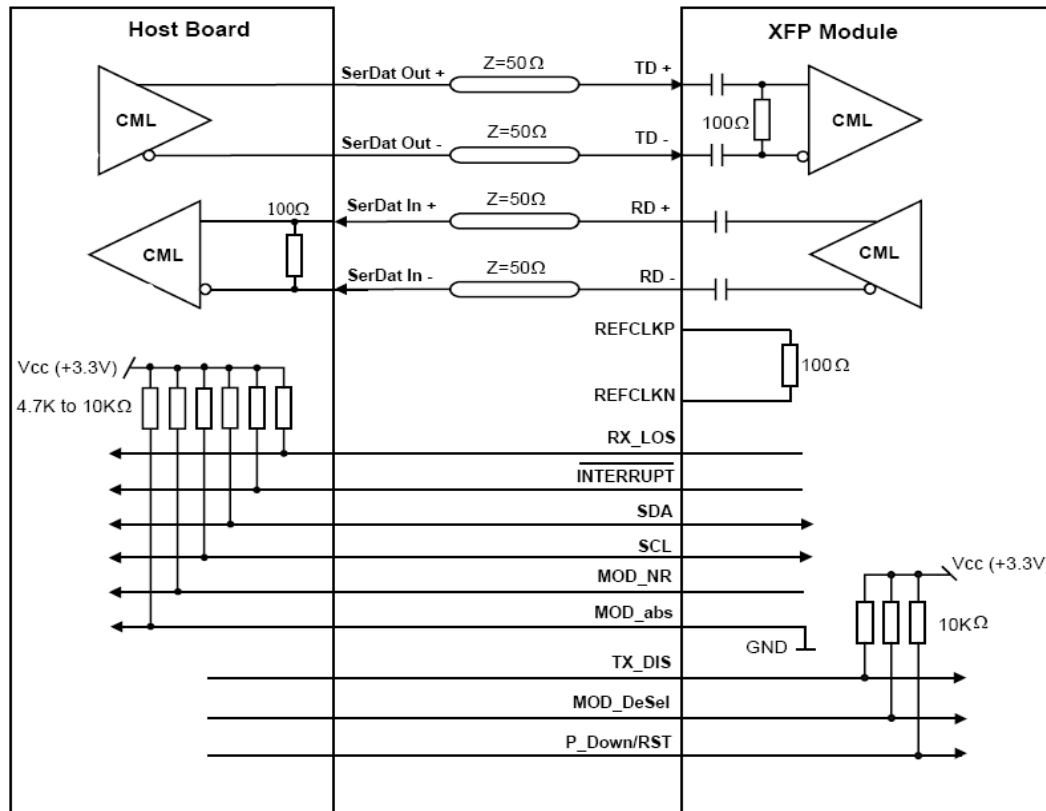 Host Board
XFP Module
SerDat Out +
Z=50Ω
TD +
CML
100Ω
CML
SerDat Out -
Z=50Ω
TD -
100Ω
SerDat In +
Z=50Ω
RD +
CML
CML
SerDat In -
Z=50Ω
RD -
REFCLKP
Vcc (+3.3V)
100Ω
4.7K to 10KΩ
REFCLKN
RX_LOS
INTERRUPT
SDA
SCL
Vcc (+3.3V)
MOD_NR
MOD_abs
10KΩ
GND
TX_DIS
MOD_DeSel
P_Down/RST